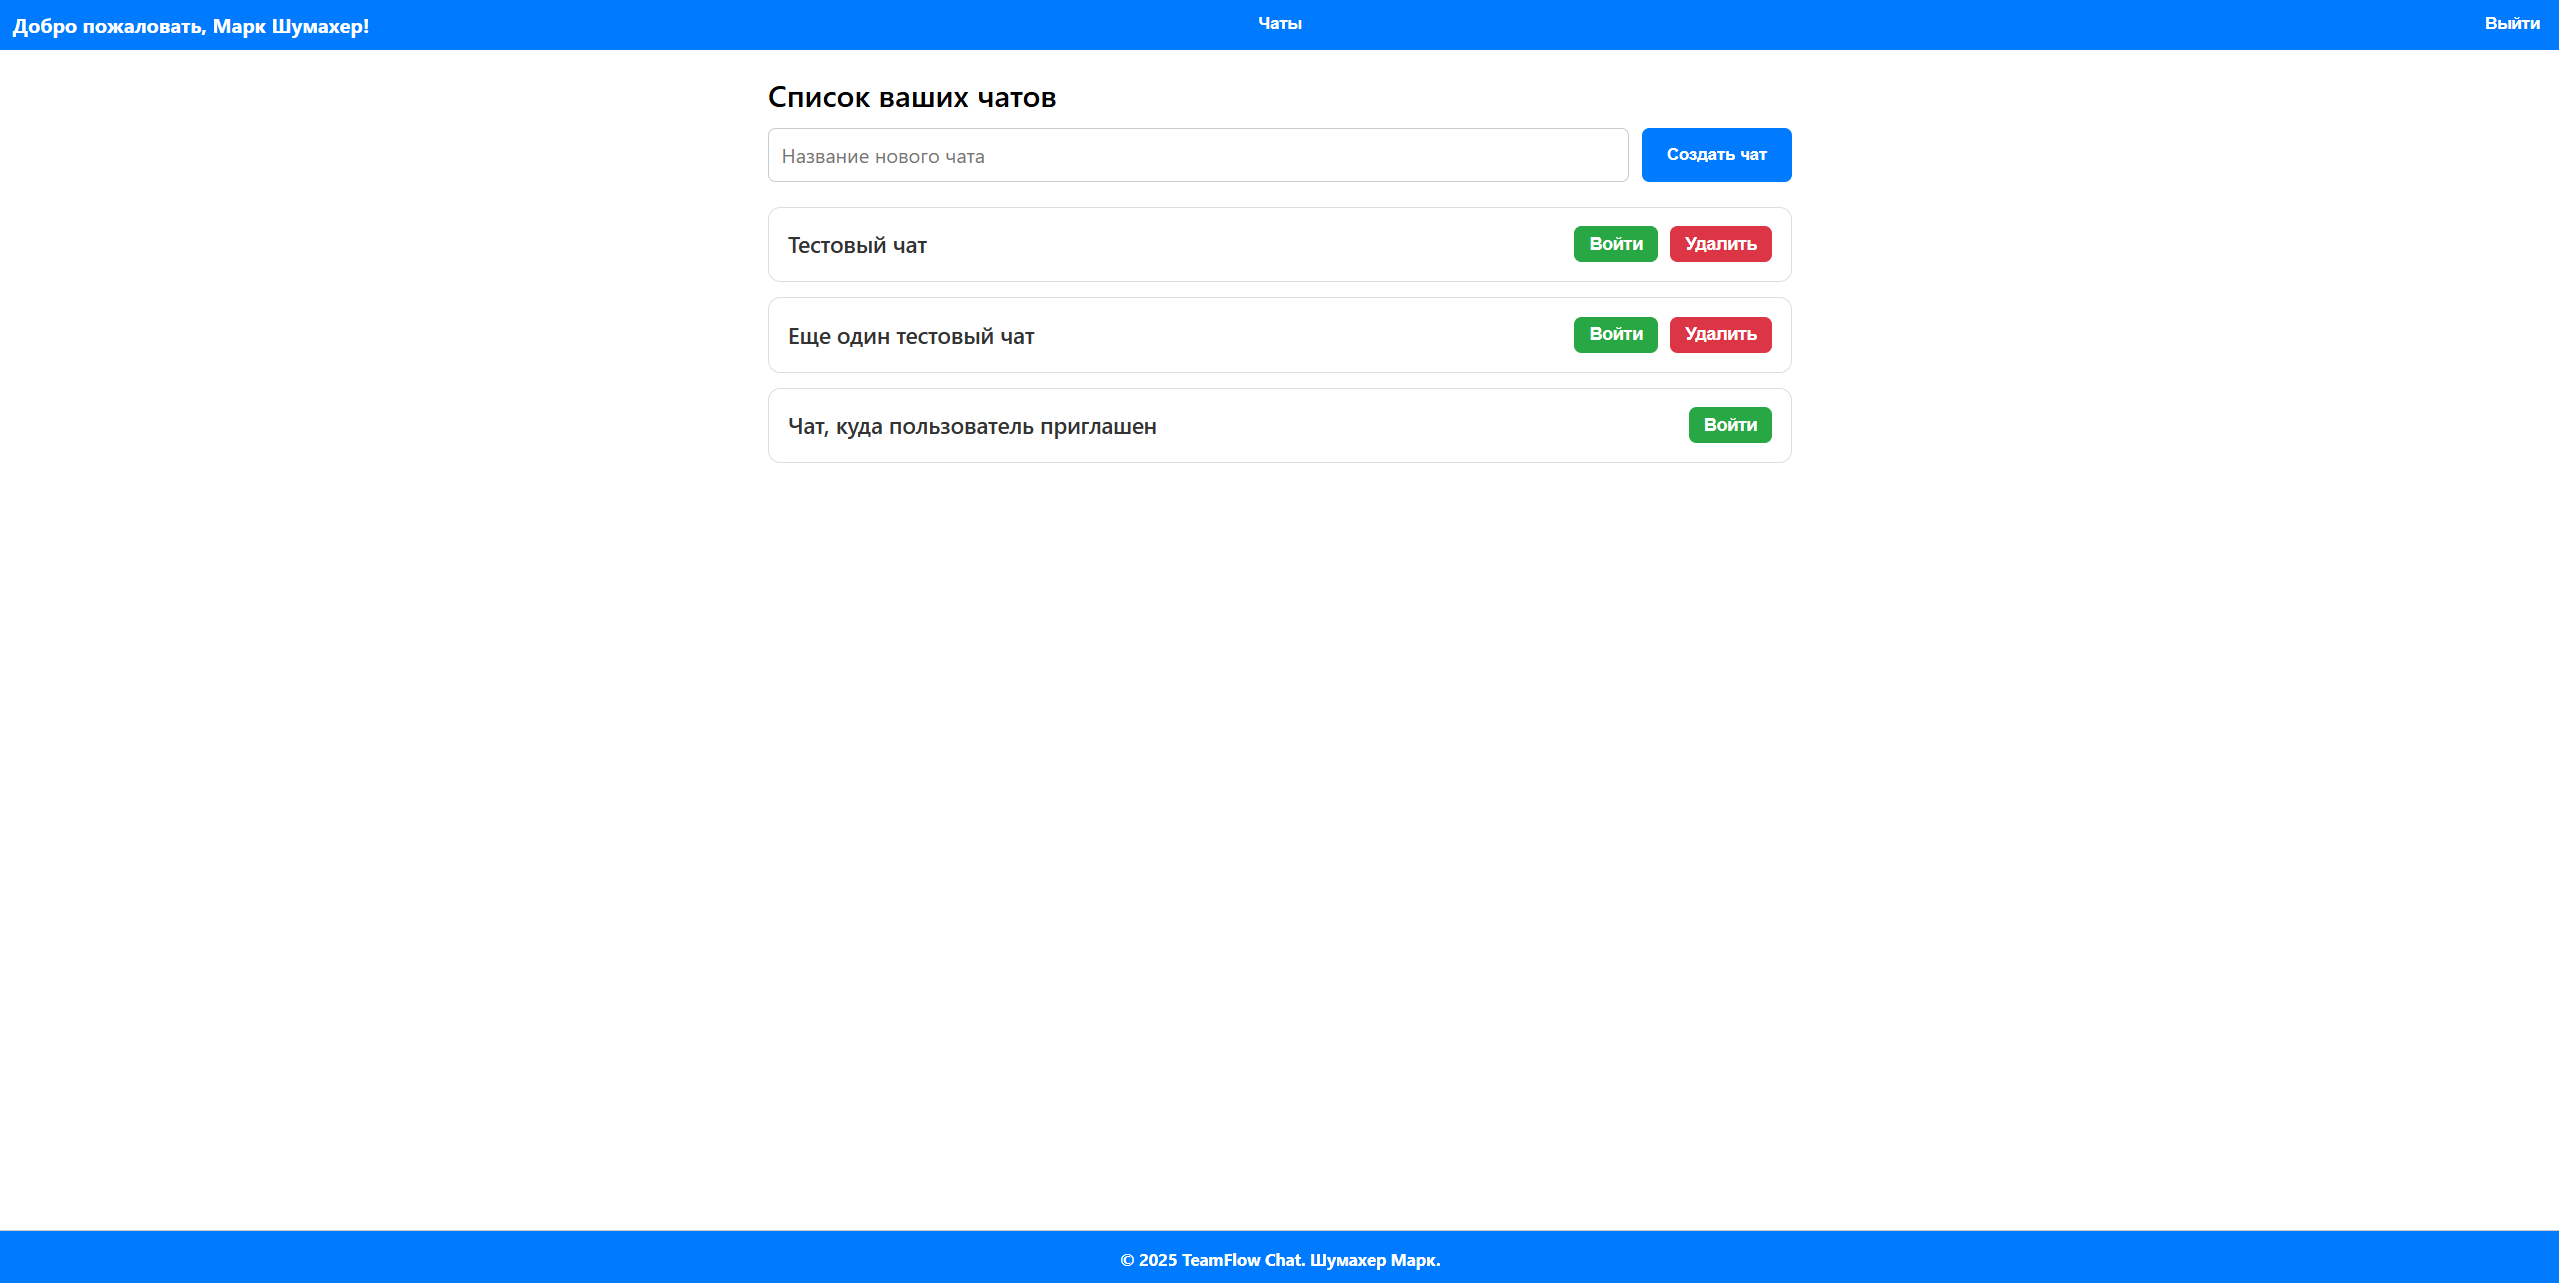 Добро пожаловать, Марк Шумахер!
Чаты
Выйти
Список ваших чатов
Название нового чата
Создать чат
Тестовый чат
Войти
Удалить
Еще один тестовый чат
Войти
Удалить
Чат, куда пользователь приглашен
Войти
© 2025 TeamFlow Chat. Шумахер Марк.